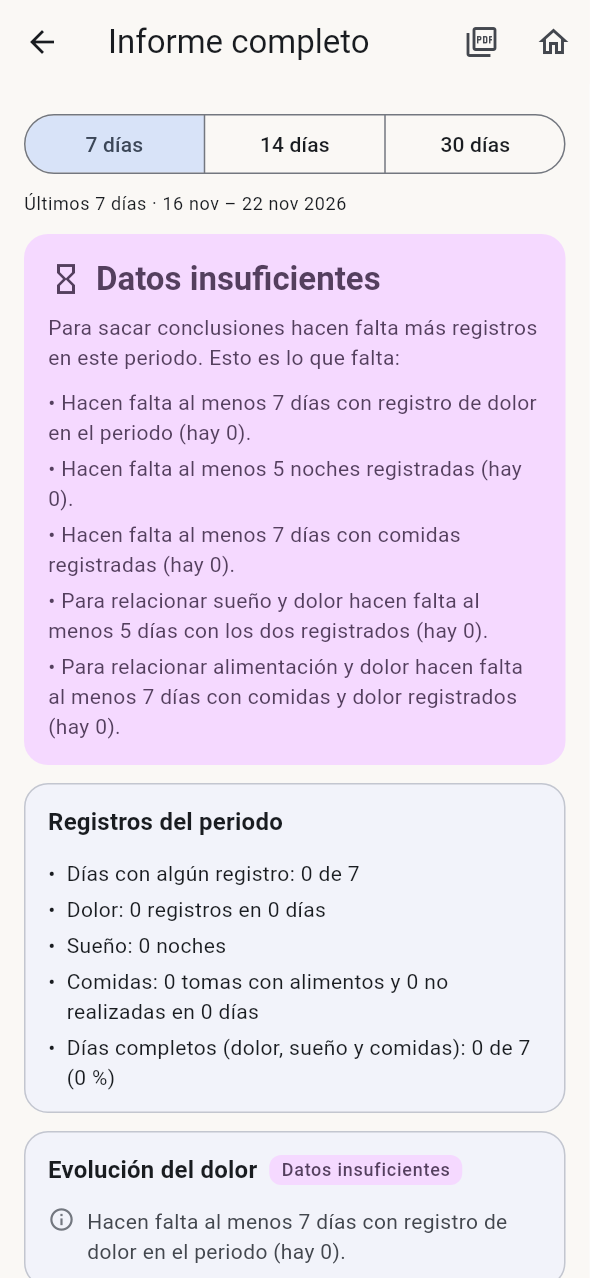 Informe completo
PDF
7 días
14 días
30 días
Últimos 7 días · 16 nov – 22 nov 2026
Datos insuficientes
Para sacar conclusiones hacen falta más registros
en este periodo. Esto es lo que falta:
• Hacen falta al menos 7 días con registro de dolor
en el periodo (hay 0).
• Hacen falta al menos 5 noches registradas (hay
0).
• Hacen falta al menos 7 días con comidas
registradas (hay 0).
• Para relacionar sueño y dolor hacen falta al
menos 5 días con los dos registrados (hay 0).
• Para relacionar alimentación y dolor hacen falta
al menos 7 días con comidas y dolor registrados
(hay 0).
Registros del periodo
• Días con algún registro: 0 de 7
• Dolor: 0 registros en 0 días
• Sueño: 0 noches
• Comidas: 0 tomas con alimentos y 0 no
realizadas en 0 días
• Días completos (dolor, sueño y comidas): 0 de 7
(0 %)
Evolución del dolor
Datos insuficientes
Hacen falta al menos 7 días con registro de
dolor en el periodo (hay 0).